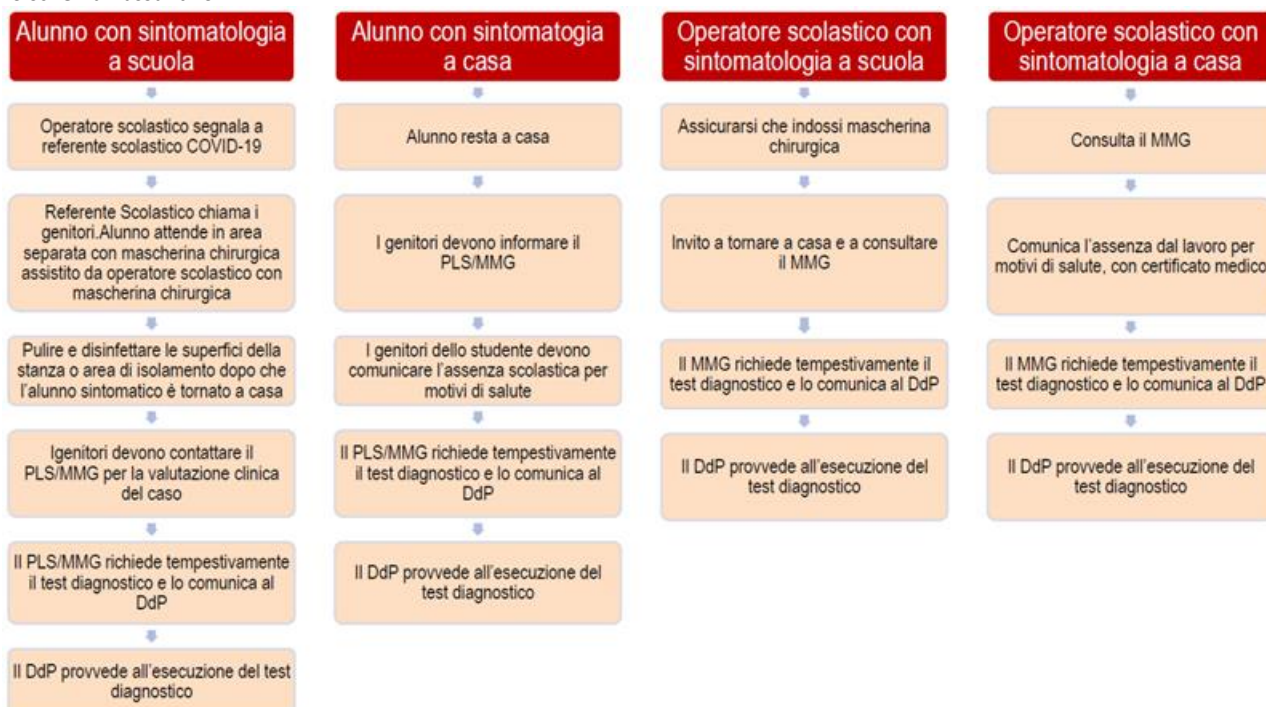 Alunno con sintomatologia
a scuola
Operatore scolastico segnala a
referente scolastico COVID-19
Referente Scolastico chiama i
genitori.Alunno attende in area
separata con mascherina chirurgica
assistito da operatore scolastico con
mascherina chirurgica
Pulire e disinfettare le superfici della
stanza o area di isolamento dopo che
l'alunno sintomatico è tornato a casa
Igenitori devono contattare il
PLS/MMG per la valutazione clinica
del caso
Il PLS/MMG richiede tempestivamente
il test diagnostico e lo comunica al
DdP
Il DdP provvede all'esecuzione del test
diagnostico
Alunno con sintomatogia
a casa
Alunno resta a casa
I genitori devono informare il
PLS/MMG
I genitori dello studente devono
comunicare l'assenza scolastica per
motivi di salute
Il PLS/MMG richiede tempestivamente
il test diagnostico e lo comunica al
DdP
Il DdP provvede all'esecuzione del
test diagnostico
Operatore scolastico con
sintomatologia a scuola
Assicurarsi che indossi mascherina
chirurgica
Invito a tornare a casa e a consultare
il MMG
Il MMG richiede tempestivamente il
test diagnostico e lo comunica al DdP
Il DdP provvede all'esecuzione del
test diagnostico
Operatore scolastico con
sintomatologia a casa
Consulta il MMG
Comunica l'assenza dal lavoro per
motivi di salute, con certificato medico
Il MMG richiede tempestivamente il
test diagnostico e lo comunica al DdP
Il DdP provvede all'esecuzione del
test diagnostico